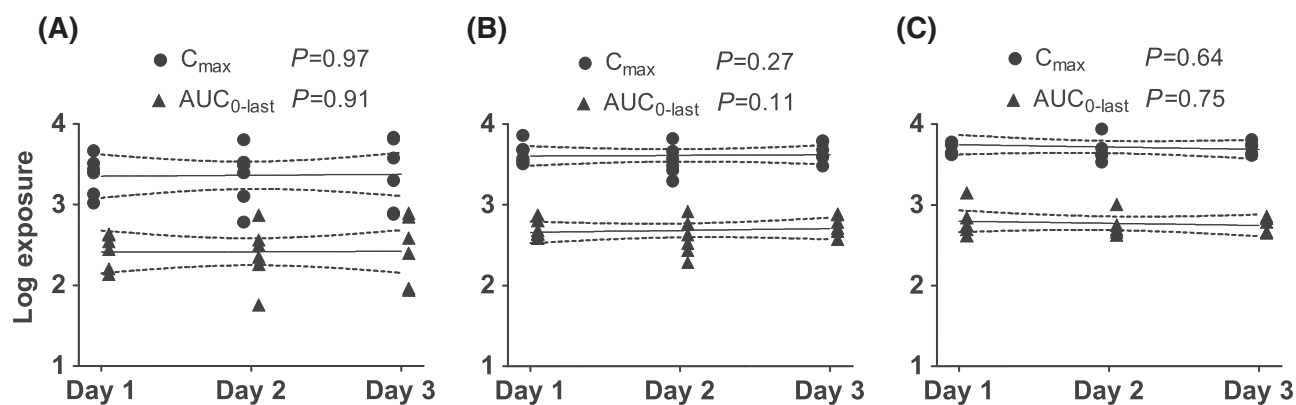 (A)
● Cmax P=0.97
▲ AUC0-last P=0.91
Log exposure
4
3
2
1
Day 1 Day 2 Day 3
(B)
● Cmax P=0.27
▲ AUC0-last P=0.11
4
3
2
1
Day 1 Day 2 Day 3
(C)
● Cmax P=0.64
▲ AUC0-last P=0.75
4
3
2
1
Day 1 Day 2 Day 3